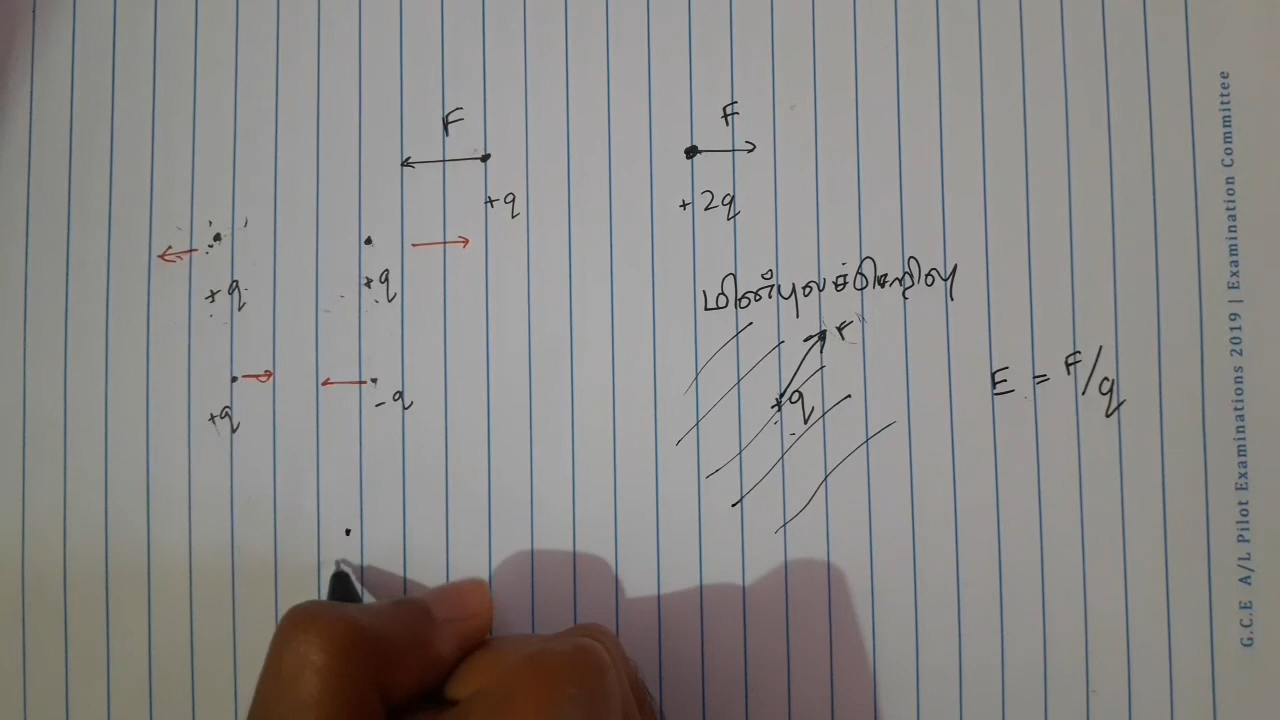 F
F
+q
+2q
+q
+q
மின்புலச்செறிவு
F
+q
E = F/q
+q
-q
G.C.E A/L Pilot Examinations 2019 | Examination Committee